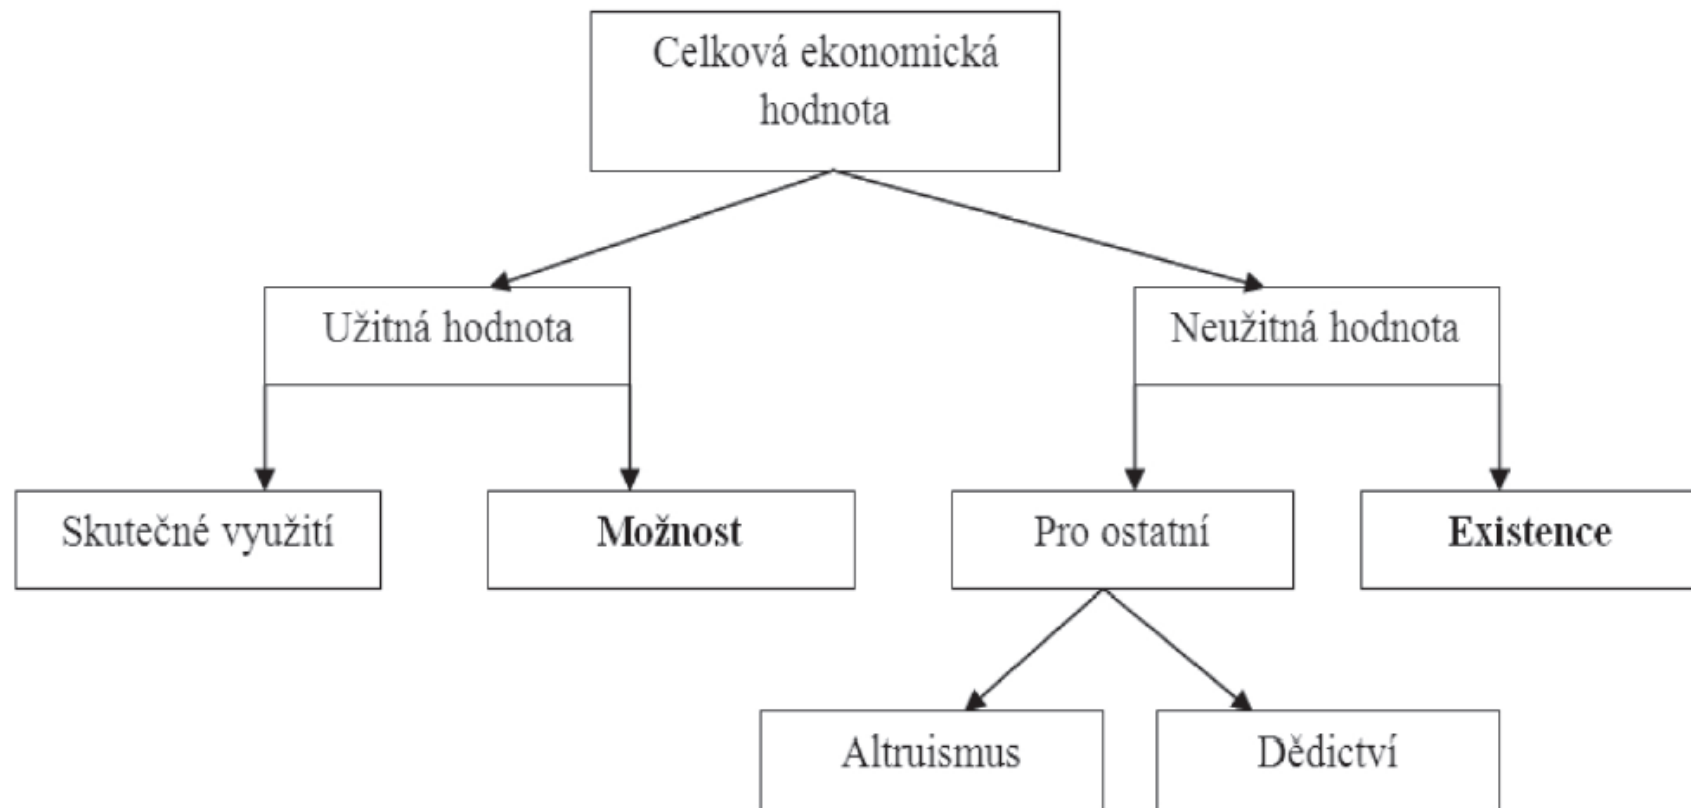 Celková ekonomická
hodnota
Užitná hodnota
Neužitná hodnota
Skutečné využití
Možnost
Pro ostatní
Existence
Altruismus
Dědictví